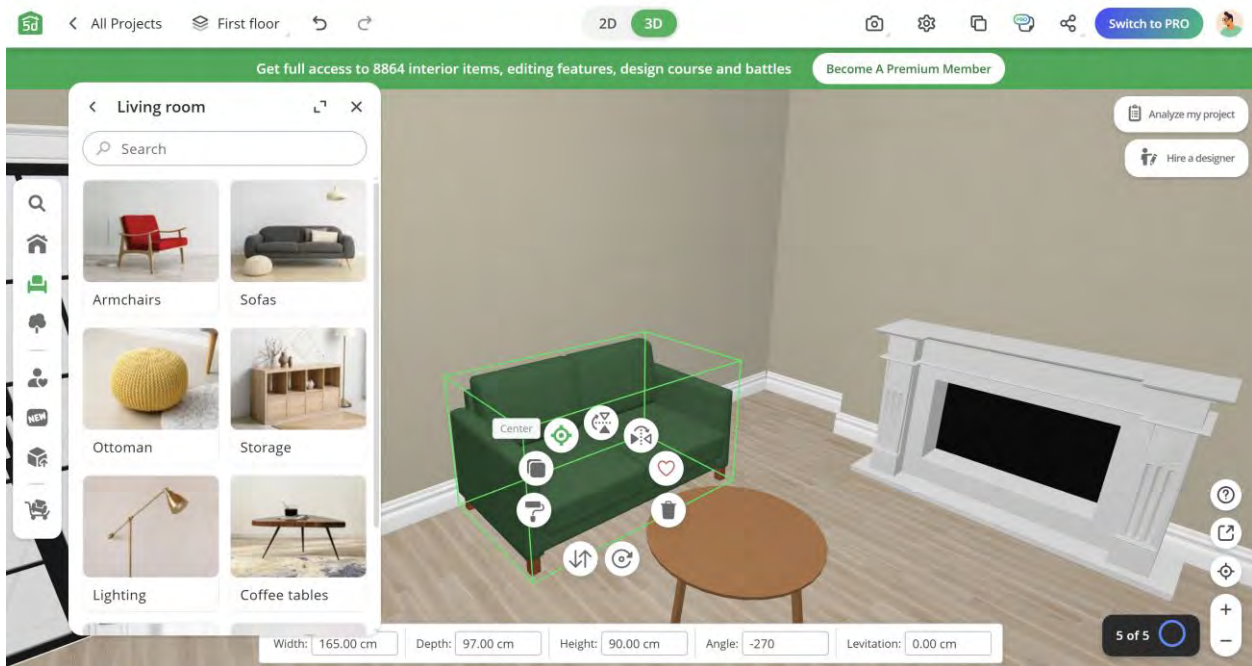 5d
All Projects
First floor
2D
3D
PRO
Switch to PRO
Get full access to 8864 interior items, editing features, design course and battles
Become A Premium Member
Living room
Search
Armchairs
Sofas
Ottoman
Storage
Lighting
Coffee tables
NEW
Analyze my project
Hire a designer
Center
Width: 165.00 cm
Depth: 97.00 cm
Height: 90.00 cm
Angle: -270
Levitation: 0.00 cm
5 of 5